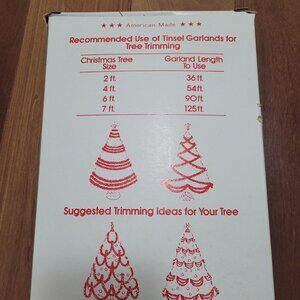 ★ ★ ★ American Made ★ ★ ★
Recommended Use of Tinsel Garlands for
Tree Trimming
Christmas Tree Garland Length
Size To Use
2 ft. 36 ft.
4 ft. 54 ft.
6 ft. 90 ft.
7 ft. 125 ft.
Suggested Trimming Ideas for Your Tree